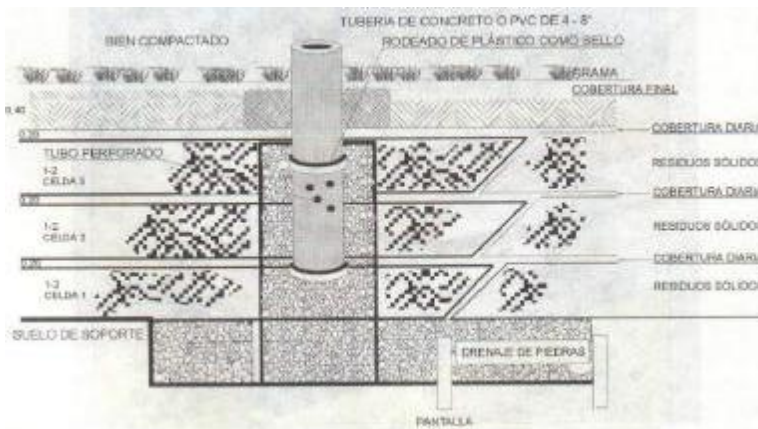 TUBERIA DE CONCRETO O PVC DE 4 - 8"
BIEN COMPACTADO
RODEADO DE PLÁSTICO COMO SELLO
GRAMA
COBERTURA FINAL
0,40
0.20
COBERTURA DIARIA
TUBO PERFORADO
1-2
CELDA 3
RESIDUOS SÓLIDOS
0.20
COBERTURA DIARIA
1-2
CELDA 2
RESIDUOS SÓLIDOS
0.20
COBERTURA DIARIA
1-2
CELDA 1
RESIDUOS SÓLIDOS
SUELO DE SOPORTE
DRENAJE DE PIEDRAS
PANTALLA